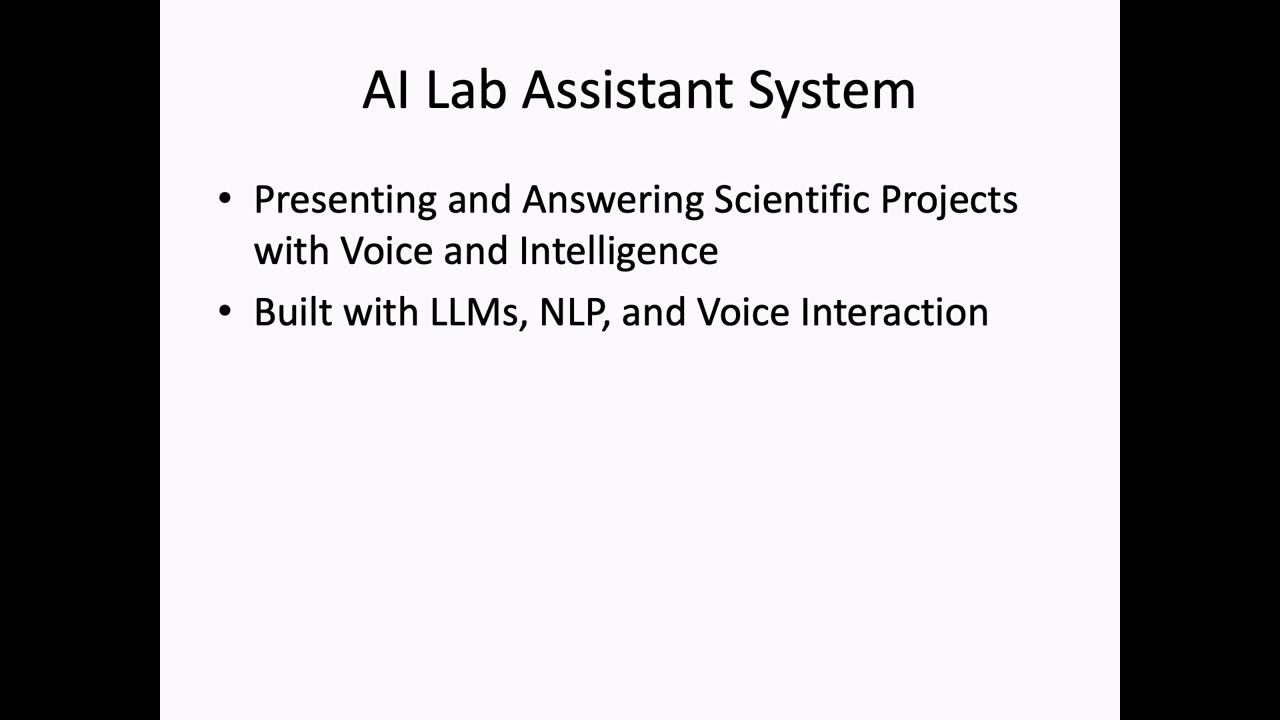 AI Lab Assistant System
• Presenting and Answering Scientific Projects
with Voice and Intelligence
• Built with LLMs, NLP, and Voice Interaction